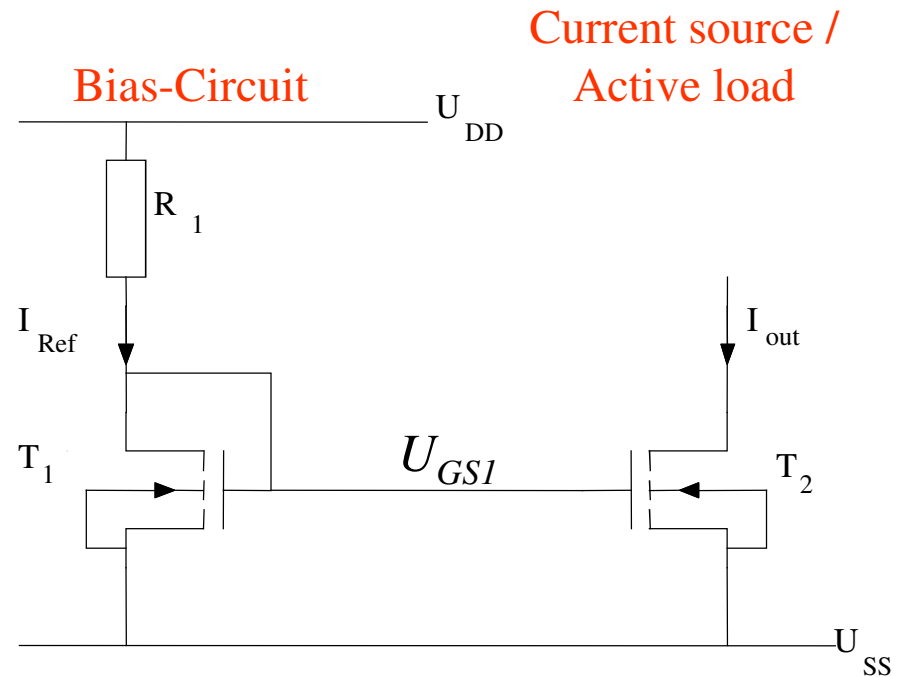 Current source /
Bias-Circuit Active load
U DD
R 1
I Ref
I out
T 1
U GS1
T 2
U SS